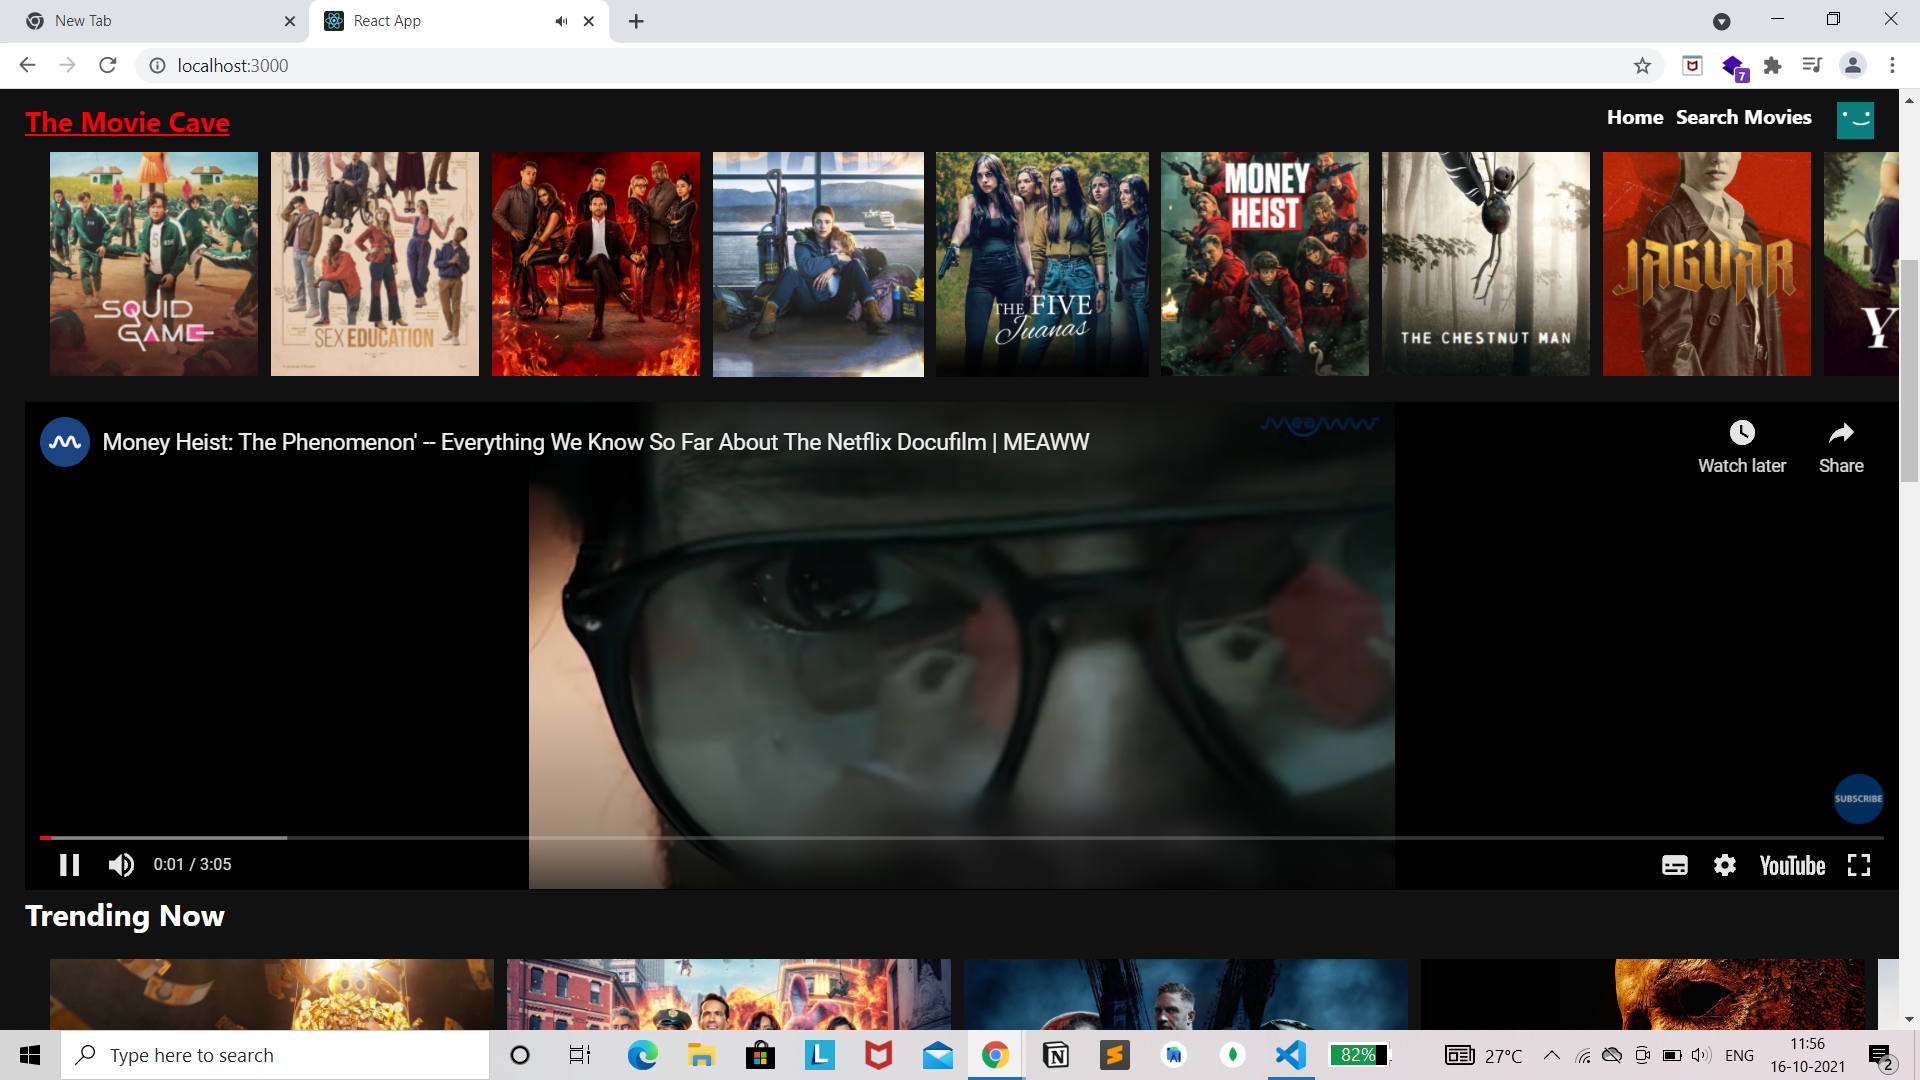 New Tab
React App
localhost:3000
7
The Movie Cave
Home Search Movies
SQUID GAME
SEX EDUCATION
THE FIVE Juanas
MONEY HEIST
THE CHESTNUT MAN
JAGUAR
Y
Money Heist: The Phenomenon' -- Everything We Know So Far About The Netflix Docufilm | MEAWW
MEAWW
Watch later
Share
SUBSCRIBE
0:01 / 3:05
YouTube
Trending Now
Type here to search
82%
27°C
ENG
11:56
16-10-2021
2